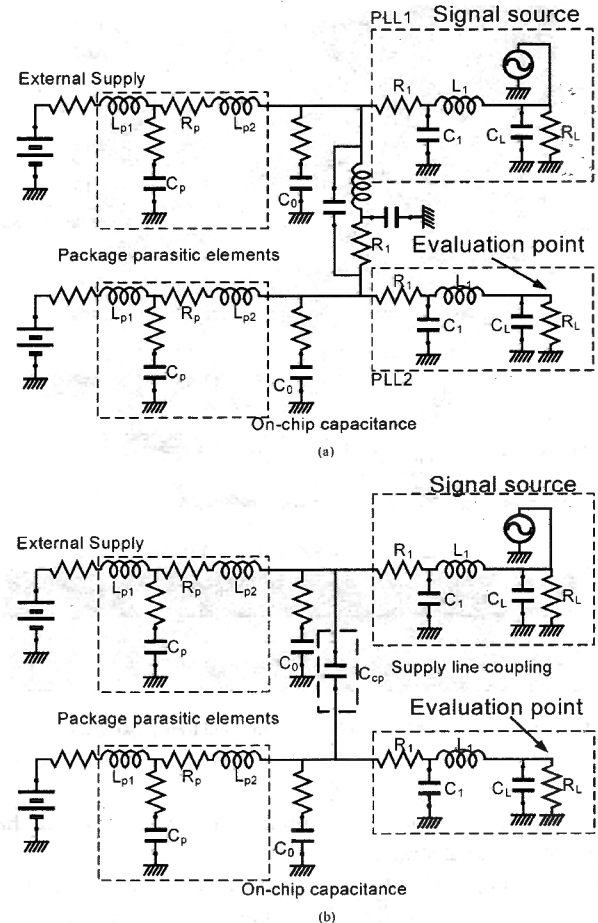 PLL1 Signal source
External Supply
R1 L1
Lp1 Rp Lp2
C1 CL RL
Cp C0
R1
Package parasitic elements
Evaluation point
R1 L1
Lp1 Rp Lp2
C1 CL RL
Cp C0
PLL2
On-chip capacitance
(a)
Signal source
External Supply
R1 L1
Lp1 Rp Lp2
C1 CL RL
Cp C0
Ccp Supply line coupling
Package parasitic elements
Evaluation point
R1 L1
Lp1 Rp Lp2
C1 CL RL
Cp C0
On-chip capacitance
(b)